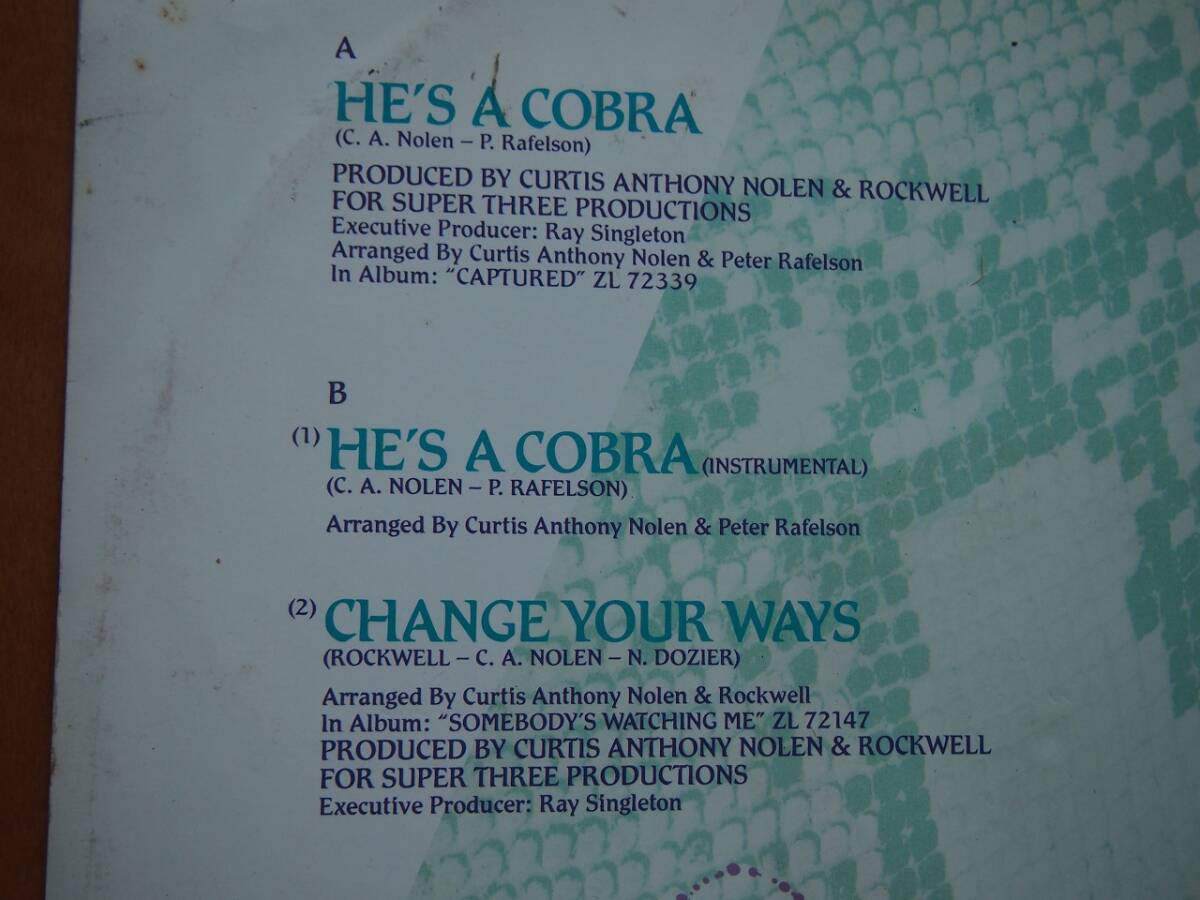 A
HE'S A COBRA
(C. A. Nolen – P. Rafelson)
PRODUCED BY CURTIS ANTHONY NOLEN & ROCKWELL
FOR SUPER THREE PRODUCTIONS
Executive Producer: Ray Singleton
Arranged By Curtis Anthony Nolen & Peter Rafelson
In Album: "CAPTURED" ZL 72339
B
(1) HE'S A COBRA (INSTRUMENTAL)
(C. A. NOLEN – P. RAFELSON)
Arranged By Curtis Anthony Nolen & Peter Rafelson
(2) CHANGE YOUR WAYS
(ROCKWELL – C. A. NOLEN – N. DOZIER)
Arranged By Curtis Anthony Nolen & Rockwell
In Album: "SOMEBODY'S WATCHING ME" ZL 72147
PRODUCED BY CURTIS ANTHONY NOLEN & ROCKWELL
FOR SUPER THREE PRODUCTIONS
Executive Producer: Ray Singleton